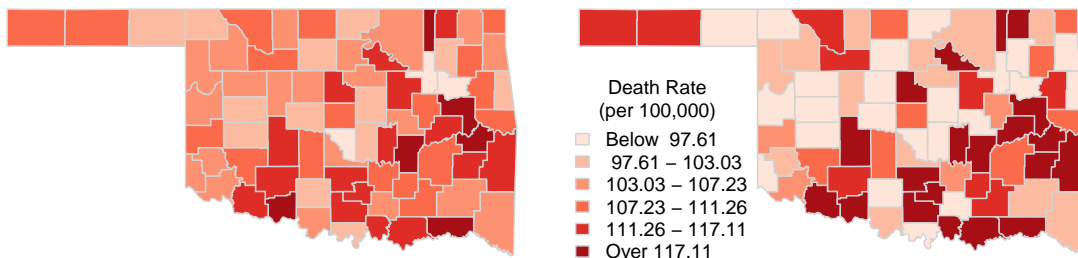 Death Rate
(per 100,000)
Below 97.61
97.61 − 103.03
103.03 − 107.23
107.23 − 111.26
111.26 − 117.11
Over 117.11